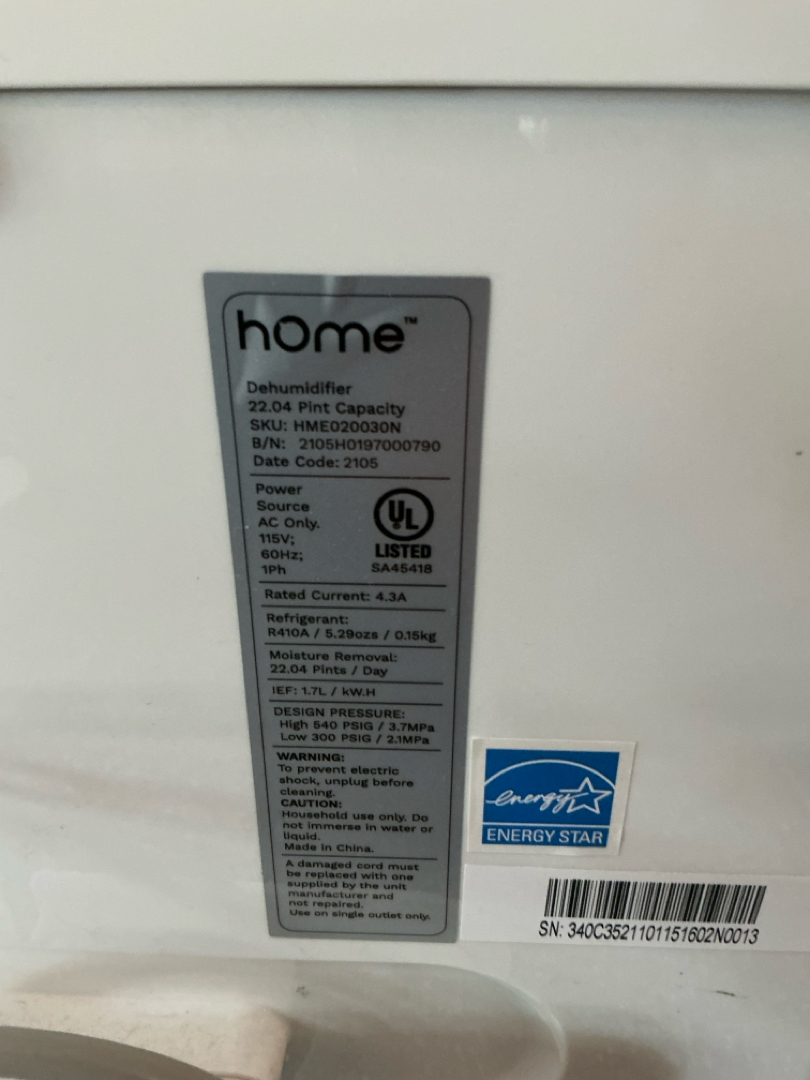 home™
Dehumidifier
22.04 Pint Capacity
SKU: HME020030N
B/N: 2105H0197000790
Date Code: 2105
Power
Source
AC Only.
115V;
60Hz;
1Ph
UL
LISTED
SA45418
Rated Current: 4.3A
Refrigerant:
R410A / 5.29ozs / 0.15kg
Moisture Removal:
22.04 Pints / Day
IEF: 1.7L / kW.H
DESIGN PRESSURE:
High 540 PSIG / 3.7MPa
Low 300 PSIG / 2.1MPa
WARNING:
To prevent electric
shock, unplug before
cleaning.
CAUTION:
Household use only. Do
not immerse in water or
liquid.
Made in China.
A damaged cord must
be replaced with one
supplied by the unit
manufacturer and
not repaired.
Use on single outlet only.
energy
ENERGY STAR
SN: 340C3521101151602N0013